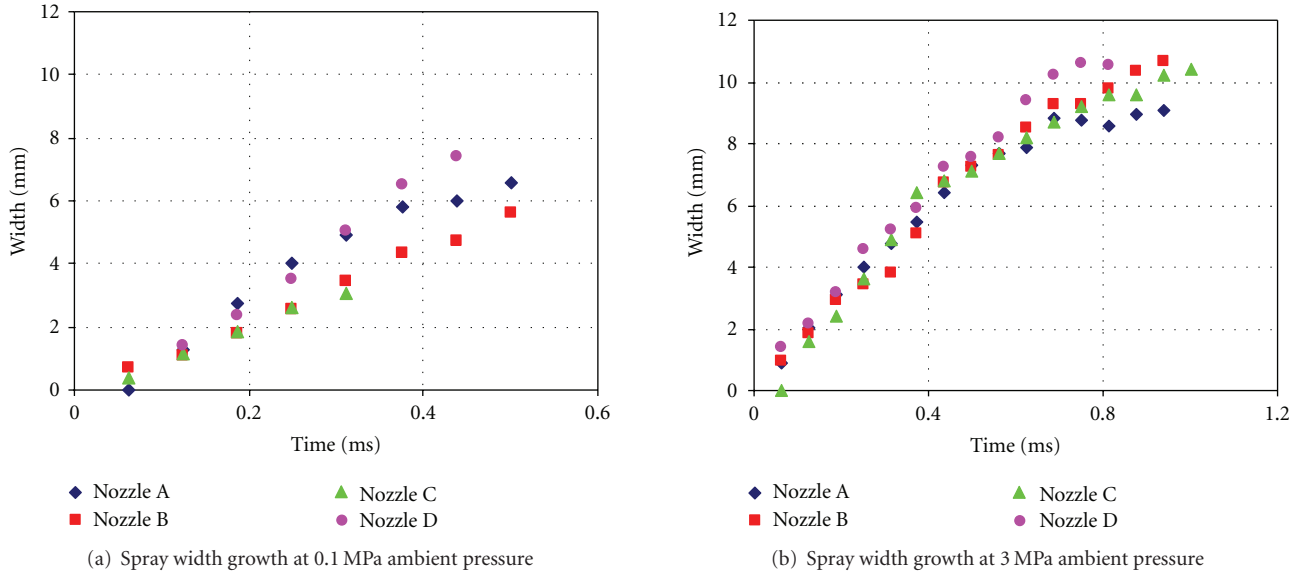 12
10
8
6
4
2
0
Width (mm)
0
0.2
0.4
0.6
Time (ms)
Nozzle A
Nozzle B
Nozzle C
Nozzle D
(a) Spray width growth at 0.1 MPa ambient pressure
12
10
8
6
4
2
0
Width (mm)
0
0.4
0.8
1.2
Time (ms)
Nozzle A
Nozzle B
Nozzle C
Nozzle D
(b) Spray width growth at 3 MPa ambient pressure